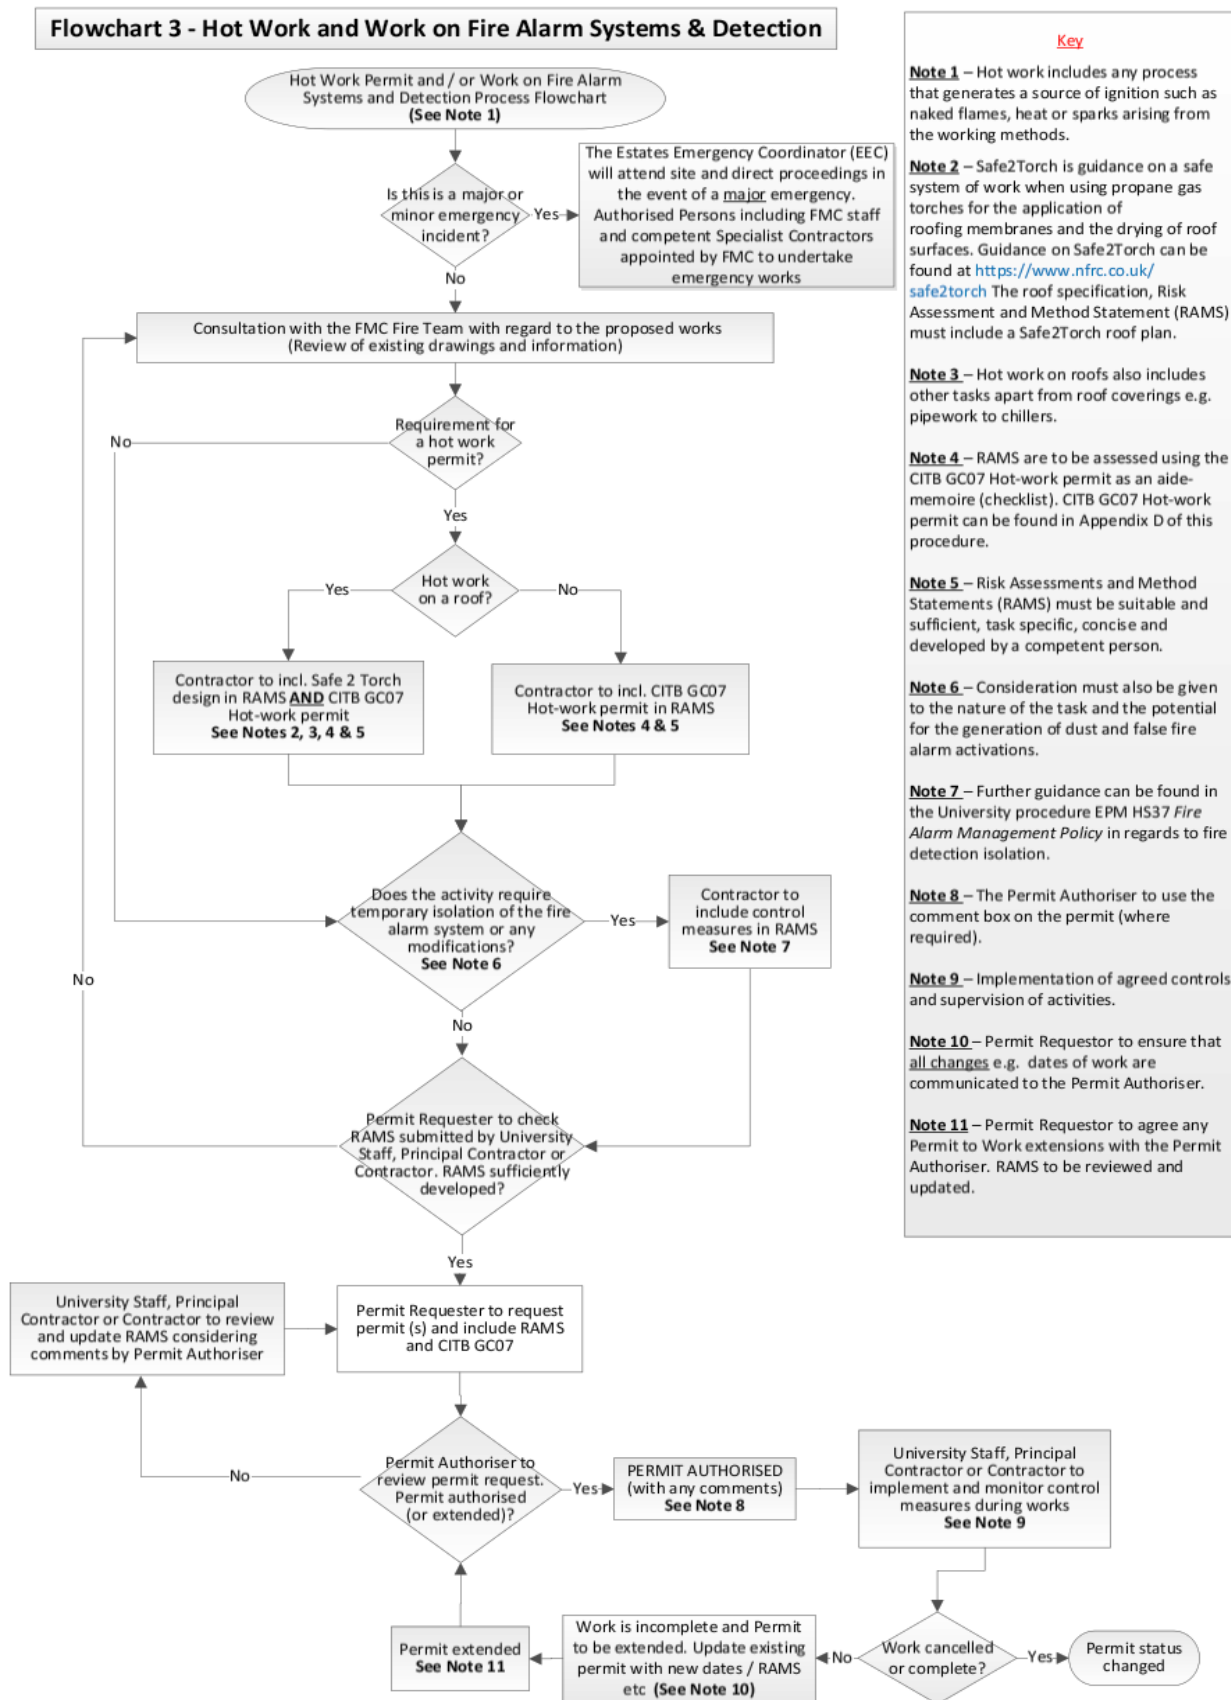 Flowchart 3 - Hot Work and Work on Fire Alarm Systems & Detection
Hot Work Permit and / or Work on Fire Alarm
Systems and Detection Process Flowchart
(See Note 1)
Is this is a major or
minor emergency
incident?
Yes
The Estates Emergency Coordinator (EEC)
will attend site and direct proceedings in
the event of a major emergency.
Authorised Persons including FMC staff
and competent Specialist Contractors
appointed by FMC to undertake
emergency works
No
Consultation with the FMC Fire Team with regard to the proposed works
(Review of existing drawings and information)
Requirement for
a hot work
permit?
No
Yes
Hot work
on a roof?
Yes
No
Contractor to incl. Safe 2 Torch
design in RAMS AND CITB GC07
Hot-work permit
See Notes 2, 3, 4 & 5
Contractor to incl. CITB GC07
Hot-work permit in RAMS
See Notes 4 & 5
Does the activity require
temporary isolation of the fire
alarm system or any
modifications?
See Note 6
Yes
Contractor to
include control
measures in RAMS
See Note 7
No
No
Permit Requester to check
RAMS submitted by University
Staff, Principal Contractor or
Contractor. RAMS sufficiently
developed?
Yes
University Staff, Principal
Contractor or Contractor to review
and update RAMS considering
comments by Permit Authoriser
Permit Requester to request
permit (s) and include RAMS
and CITB GC07
Permit Authoriser to
review permit request.
Permit authorised
(or extended)?
No
Yes
PERMIT AUTHORISED
(with any comments)
See Note 8
University Staff, Principal
Contractor or Contractor to
implement and monitor control
measures during works
See Note 9
Work cancelled
or complete?
Yes
Permit status
changed
No
Work is incomplete and Permit
to be extended. Update existing
permit with new dates / RAMS
etc (See Note 10)
Permit extended
See Note 11
Key
Note 1 – Hot work includes any process
that generates a source of ignition such as
naked flames, heat or sparks arising from
the working methods.
Note 2 – Safe2Torch is guidance on a safe
system of work when using propane gas
torches for the application of
roofing membranes and the drying of roof
surfaces. Guidance on Safe2Torch can be
found at https://www.nfrc.co.uk/
safe2torch The roof specification, Risk
Assessment and Method Statement (RAMS)
must include a Safe2Torch roof plan.
Note 3 – Hot work on roofs also includes
other tasks apart from roof coverings e.g.
pipework to chillers.
Note 4 – RAMS are to be assessed using the
CITB GC07 Hot-work permit as an aide-
memoire (checklist). CITB GC07 Hot-work
permit can be found in Appendix D of this
procedure.
Note 5 – Risk Assessments and Method
Statements (RAMS) must be suitable and
sufficient, task specific, concise and
developed by a competent person.
Note 6 – Consideration must also be given
to the nature of the task and the potential
for the generation of dust and false fire
alarm activations.
Note 7 – Further guidance can be found in
the University procedure EPM HS37 Fire
Alarm Management Policy in regards to fire
detection isolation.
Note 8 – The Permit Authoriser to use the
comment box on the permit (where
required).
Note 9 – Implementation of agreed controls
and supervision of activities.
Note 10 – Permit Requestor to ensure that
all changes e.g. dates of work are
communicated to the Permit Authoriser.
Note 11 – Permit Requestor to agree any
Permit to Work extensions with the Permit
Authoriser. RAMS to be reviewed and
updated.